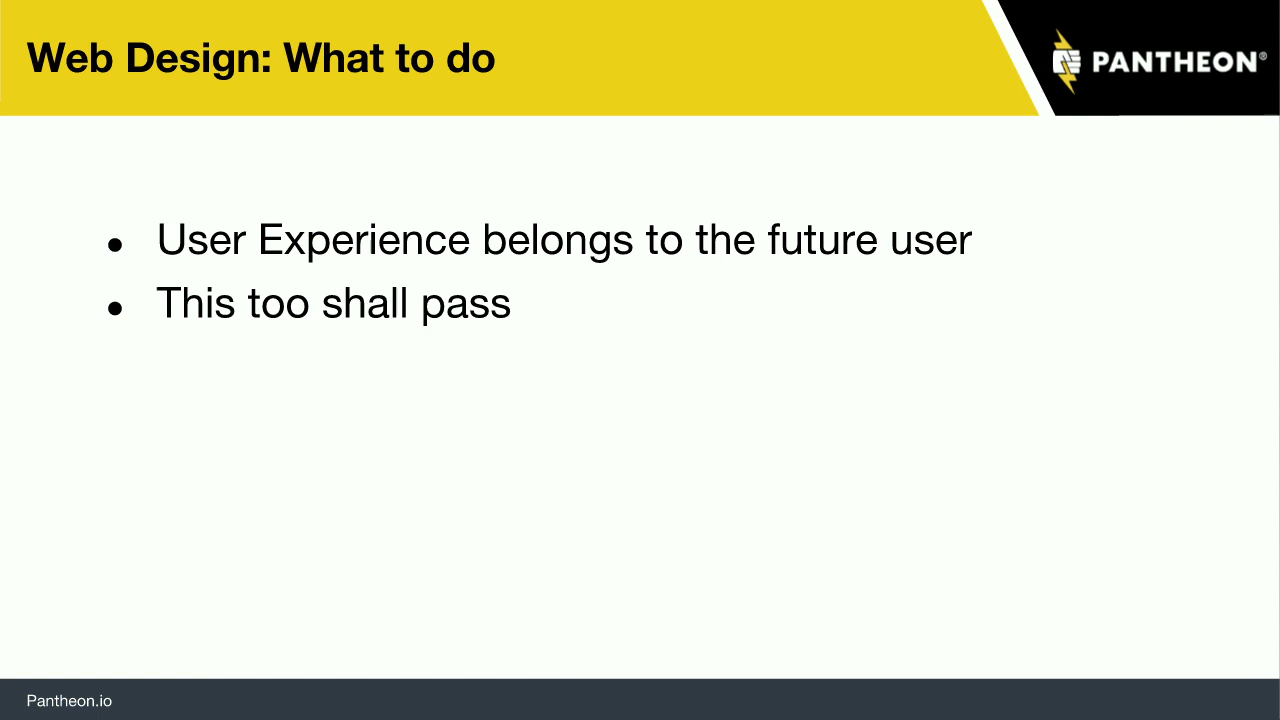 Web Design: What to do
PANTHEON®
● User Experience belongs to the future user
● This too shall pass
Pantheon.io